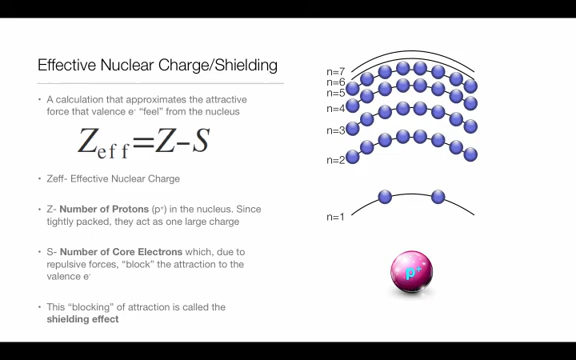 Effective Nuclear Charge/Shielding
• A calculation that approximates the attractive
force that valence e⁻ "feel" from the nucleus
Zeff=Z-S
• Zeff- Effective Nuclear Charge
• Z- Number of Protons (p⁺) in the nucleus. Since
tightly packed, they act as one large charge
• S- Number of Core Electrons which, due to
repulsive forces, "block" the attraction to the
valence e⁻
• This "blocking" of attraction is called the
shielding effect
n=7
n=6
n=5
n=4
n=3
n=2
n=1
p⁺